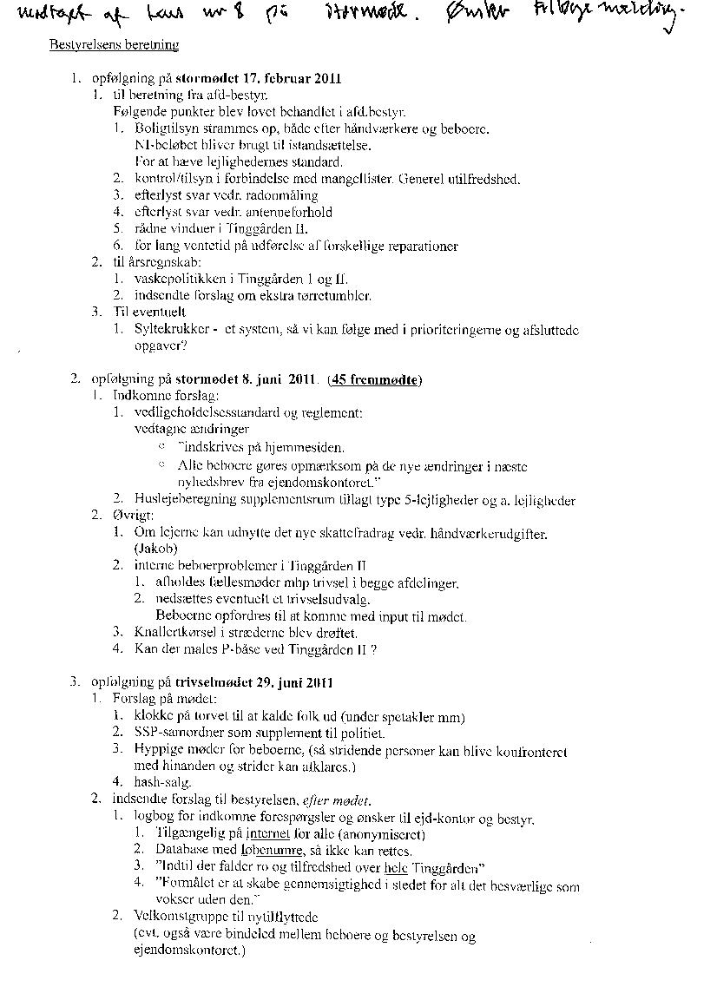 modtaget af hus nr 8 på stormøde. Ønsker tilbagemelding.
Bestyrelsens beretning
1. opfølgning på stormødet 17. februar 2011
1. til beretning fra afd-bestyr.
Følgende punkter blev lovet behandlet i afd.bestyr.
1. Boligtilsyn strammes op, både efter håndværkere og beboere.
NI-beløbet bliver brugt til istandsættelse.
For at hæve lejlighedernes standard.
2. kontrol/tilsyn i forbindelse med mangellister. Generel utilfredshed.
3. efterlyst svar vedr. radonmåling
4. efterlyst svar vedr. antenneforhold
5. rådne vinduer i Tinggården II.
6. for lang ventetid på udførelse af forskellige reparationer
2. til årsregnskab:
1. vaskepolitikken i Tinggården 1 og II.
2. indsendte forslag om ekstra tørretumbler.
3. Til eventuelt
1. Syltekrukker - et system, så vi kan følge med i prioriteringerne og afsluttede
opgaver?
2. opfølgning på stormødet 8. juni 2011. (45 fremmødte)
1. Indkomne forslag:
1. vedligeholdelsesstandard og reglement:
vedtagne ændringer
○ "indskrives på hjemmesiden.
○ Alle beboere gøres opmærksom på de nye ændringer i næste
nyhedsbrev fra ejendomskontoret."
2. Huslejeberegning supplementsrum tillagt type 5-lejligheder og a. lejligheder
2. Øvrigt:
1. Om lejerne kan udnytte det nye skattefradrag vedr. håndværkerudgifter.
(Jakob)
2. interne beboerproblemer i Tinggården II
1. afholdes fællesmøder mhp trivsel i begge afdelinger.
2. nedsættes eventuelt et trivselsudvalg.
Beboerne opfordres til at komme med input til mødet.
3. Knallertkørsel i stræderne blev drøftet.
4. Kan der males P-båse ved Tinggården II ?
3. opfølgning på trivselmødet 29. juni 2011
1. Forslag på mødet:
1. klokke på torvet til at kalde folk ud (under spetakler mm)
2. SSP-samordner som supplement til politiet.
3. Hyppige møder for beboerne, (så stridende personer kan blive konfronteret
med hinanden og strider kan afklares.)
4. hash-salg.
2. indsendte forslag til bestyrelsen, efter mødet.
1. logbog for indkomne forespørgsler og ønsker til ejd-kontor og bestyr.
1. Tilgængelig på internet for alle (anonymiseret)
2. Database med løbenumre, så ikke kan rettes.
3. "Indtil der falder ro og tilfredshed over hele Tinggården"
4. "Formålet er at skabe gennemsigtighed i stedet for alt det besværlige som
vokser uden den."
2. Velkomstgruppe til nytilflyttede
(evt. også være bindeled mellem beboere og bestyrelsen og
ejendomskontoret.)